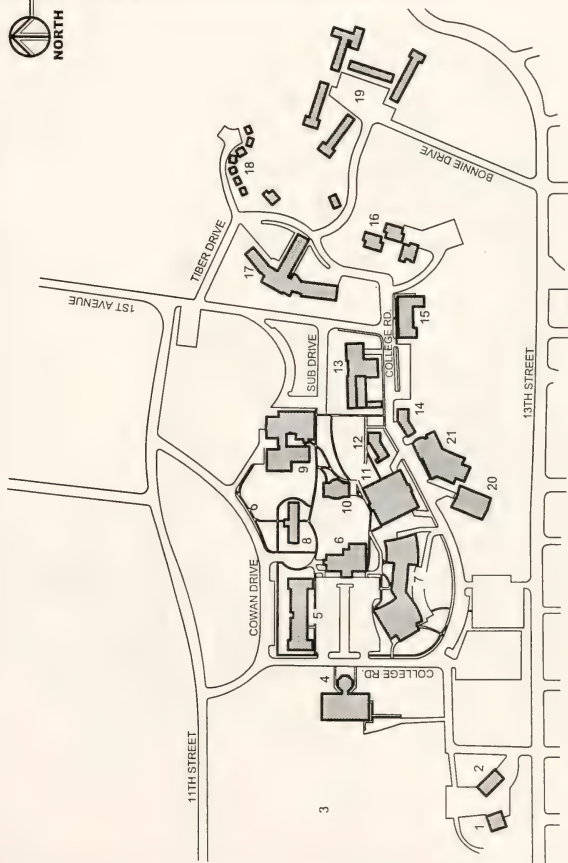 NORTH
19
18
TIBER DRIVE
17
16
BONNIE DRIVE
1ST AVENUE
SUB DRIVE
COLLEGE RD.
15
13
14
12
13TH STREET
9
10
11
21
20
COWAN DRIVE
8
6
7
5
11TH STREET
4
COLLEGE RD.
3
2
1